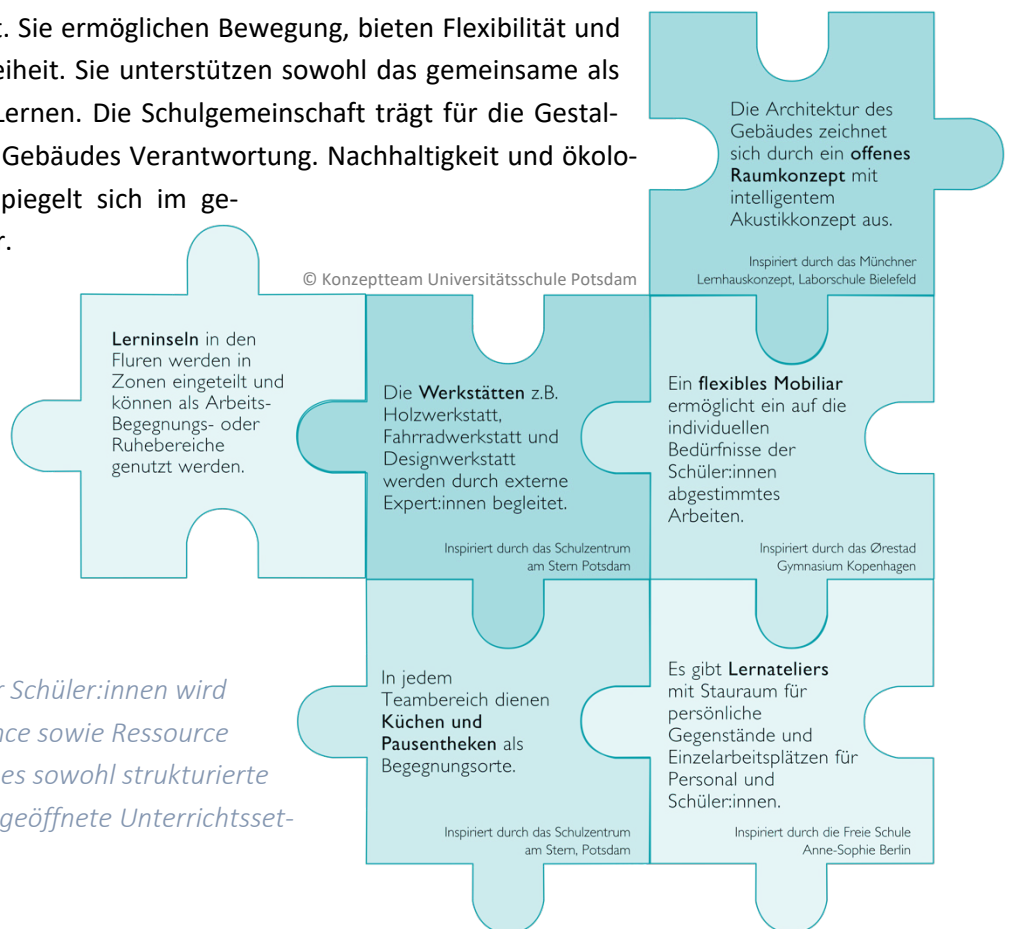 t. Sie ermöglichen Bewegung, bieten Flexibilität und
eiheit. Sie unterstützen sowohl das gemeinsame als
Lernen. Die Schulgemeinschaft trägt für die Gestal-
Gebäudes Verantwortung. Nachhaltigkeit und ökolo-
piegelt sich im ge-
r.
© Konzeptteam Universitätsschule Potsdam
Die Architektur des
Gebäudes zeichnet
sich durch ein offenes
Raumkonzept mit
intelligentem
Akustikkonzept aus.
Inspiriert durch das Münchner
Lernhauskonzept, Laborschule Bielefeld
Lerninseln in den
Fluren werden in
Zonen eingeteilt und
können als Arbeits-
Begegnungs- oder
Ruhebereiche
genutzt werden.
Die Werkstätten z.B.
Holzwerkstatt,
Fahrradwerkstatt und
Designwerkstatt
werden durch externe
Expert:innen begleitet.
Inspiriert durch das Schulzentrum
am Stern Potsdam
Ein flexibles Mobiliar
ermöglicht ein auf die
individuellen
Bedürfnisse der
Schüler:innen
abgestimmtes
Arbeiten.
Inspiriert durch das Ørestad
Gymnasium Kopenhagen
In jedem
Teambereich dienen
Küchen und
Pausentheken als
Begegnungsorte.
Inspiriert durch das Schulzentrum
am Stern, Potsdam
Es gibt Lernateliers
mit Stauraum für
persönliche
Gegenstände und
Einzelarbeitsplätzen für
Personal und
Schüler:innen.
Inspiriert durch die Freie Schule
Anne-Sophie Berlin
r Schüler:innen wird
nce sowie Ressource
es sowohl strukturierte
geöffnete Unterrichtsset-